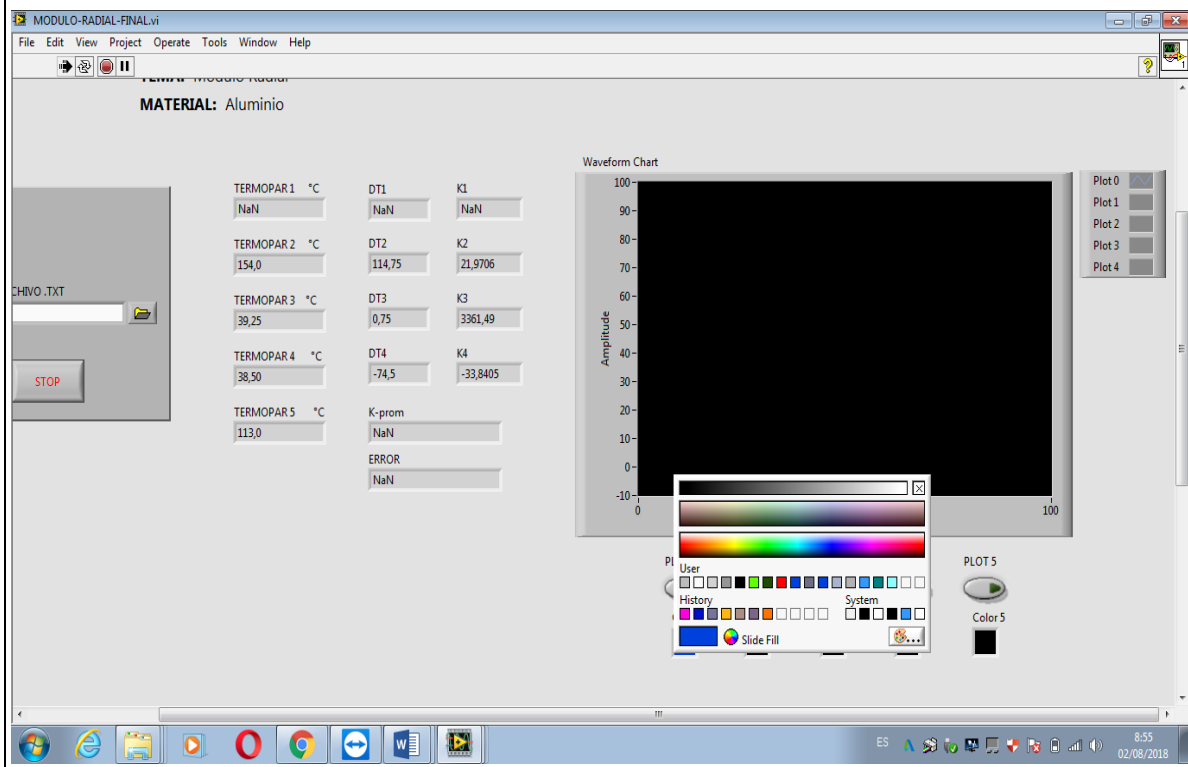 MODULO-RADIAL-FINAL.vi
File Edit View Project Operate Tools Window Help
TEMA: Modulo Radial
MATERIAL: Aluminio
Waveform Chart
TERMOPAR 1 °C DT1 K1
NaN NaN NaN
TERMOPAR 2 °C DT2 K2
154,0 114,75 21,9706
TERMOPAR 3 °C DT3 K3
39,25 0,75 3361,49
TERMOPAR 4 °C DT4 K4
38,50 -74,5 -33,8405
TERMOPAR 5 °C K-prom
113,0 NaN
ERROR
NaN
CHIVO .TXT
STOP
Amplitude
100
90
80
70
60
50
40
30
20
10
0
-10
0 100
Plot 0
Plot 1
Plot 2
Plot 3
Plot 4
User
History System
Slide Fill
PLOT 5
Color 5
ES 8:55
02/08/2018